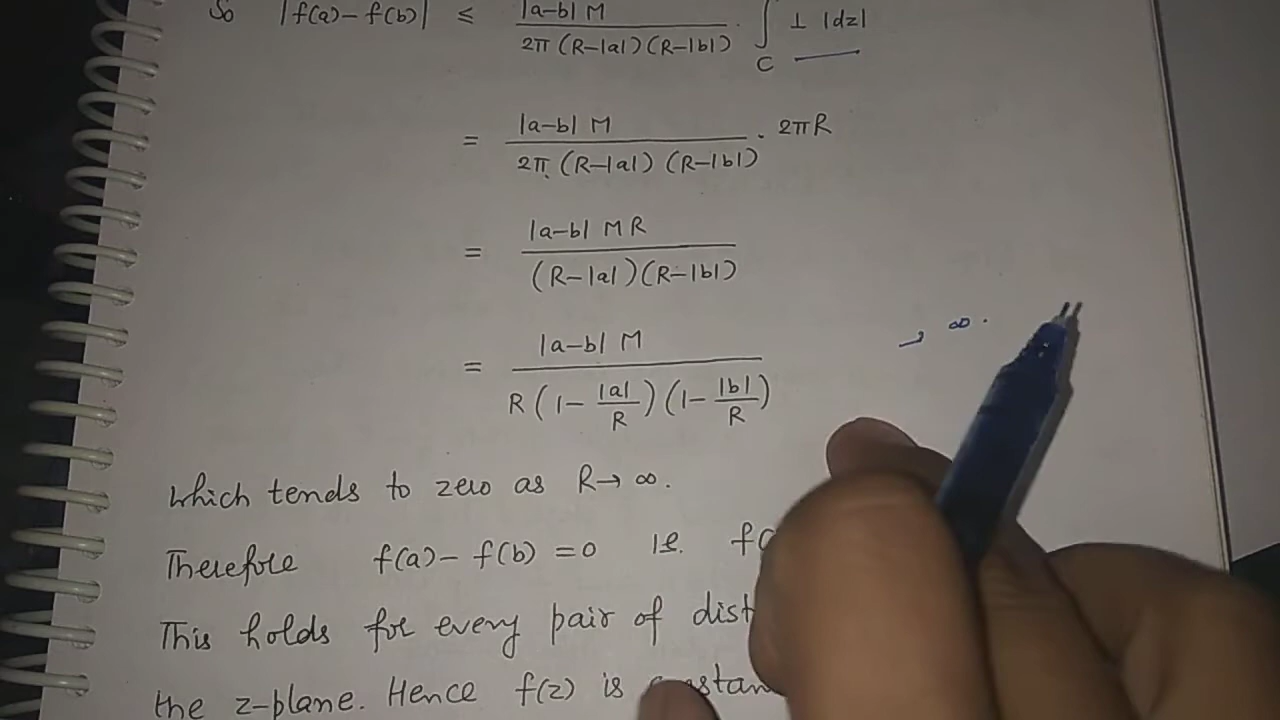 So |f(a)-f(b)| ≤ |a-b| M / 2π (R-|a|)(R-|b|) · ∫_C 1 |dz|
= |a-b| M / 2π (R-|a|) (R-|b|) · 2πR
= |a-b| MR / (R-|a|)(R-|b|)
= |a-b| M / R (1 - |a|/R) (1 - |b|/R)
→ ∞.
which tends to zero as R→ ∞.
Therefore f(a)- f(b) = 0 i.e.
This holds for every pair of
the z-plane. Hence f(z) is